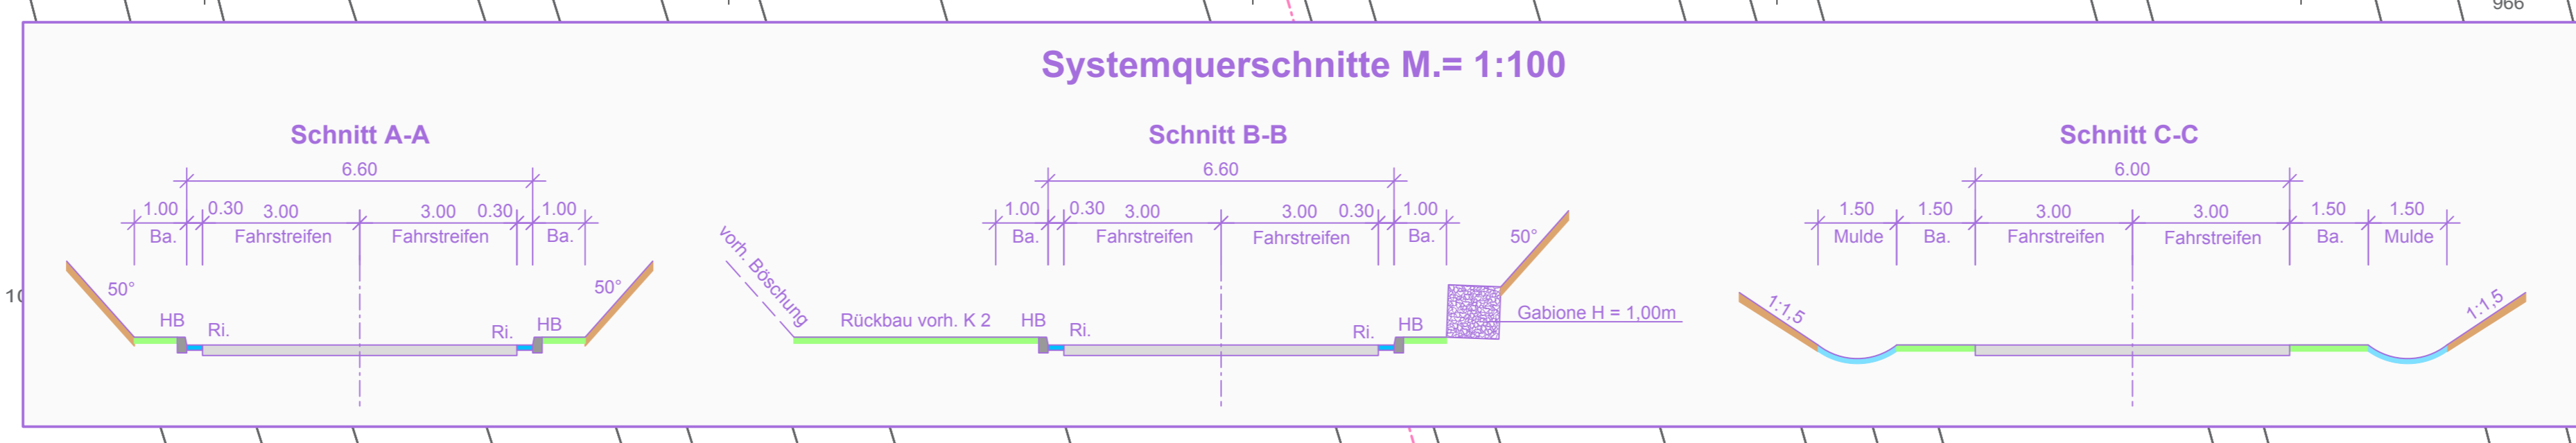 966
Systemquerschnitte M.= 1:100
Schnitt A-A
6.60
1.00 0.30 3.00 3.00 0.30 1.00
Ba. Fahrstreifen Fahrstreifen Ba.
50° 50°
HB Ri. Ri. HB
Schnitt B-B
6.60
1.00 0.30 3.00 3.00 0.30 1.00
Ba. Fahrstreifen Fahrstreifen Ba.
vorh. Böschung
50°
Rückbau vorh. K 2 HB Ri. Ri. HB
Gabione H = 1,00m
Schnitt C-C
6.00
1.50 1.50 3.00 3.00 1.50 1.50
Mulde Ba. Fahrstreifen Fahrstreifen Ba. Mulde
1:1,5 1:1,5